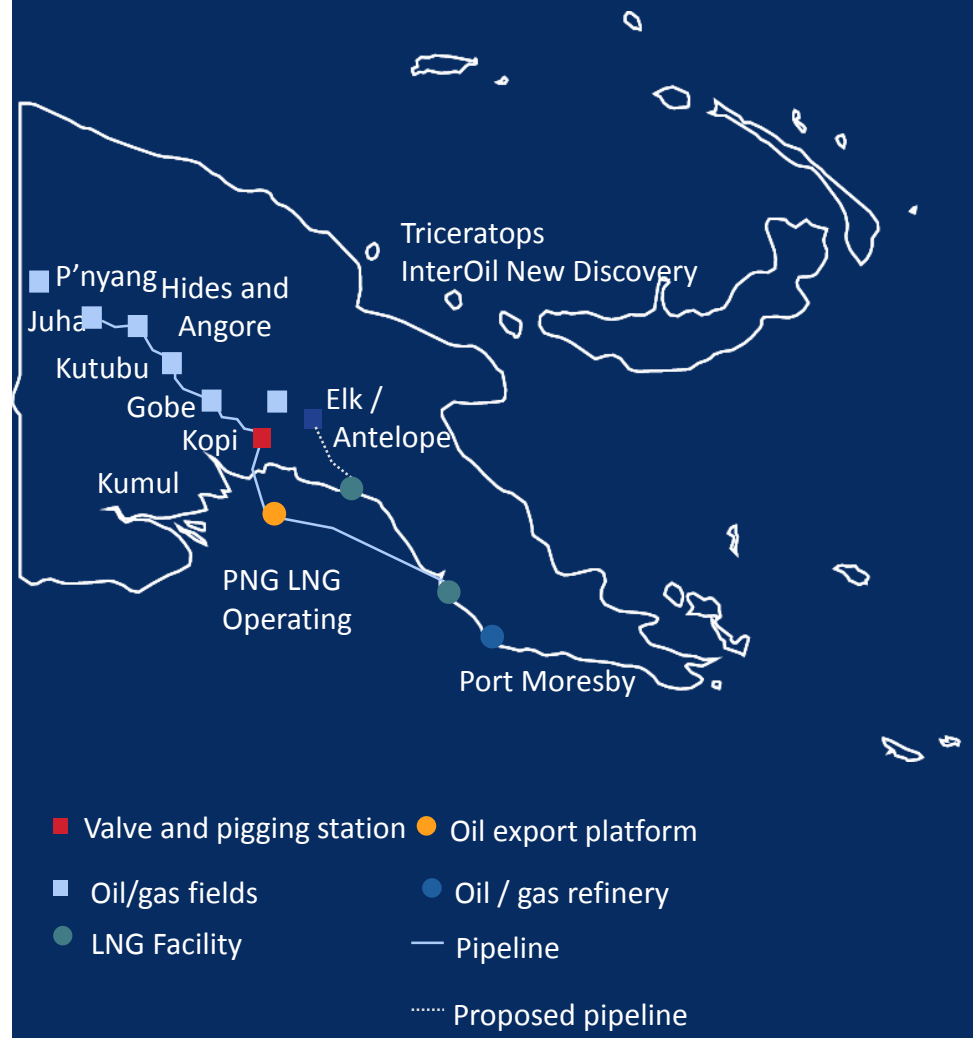 Triceratops
InterOil New Discovery
P’nyang
Hides and
Angore
Juha
Kutubu
Gobe
Elk /
Antelope
Kopi
Kumul
PNG LNG
Operating
Port Moresby
Valve and pigging station
Oil export platform
Oil/gas fields
Oil / gas refinery
LNG Facility
Pipeline
Proposed pipeline